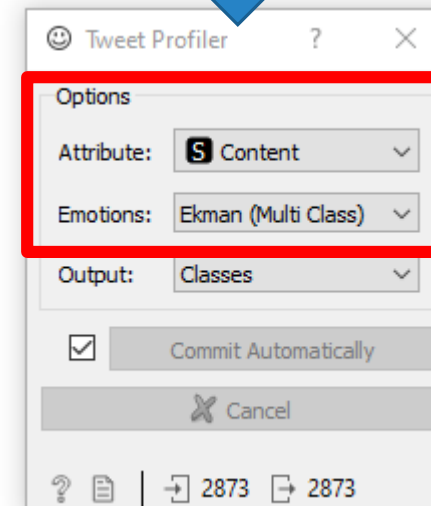 Tweet Profiler ? ×
Options
Attribute: S Content
Emotions: Ekman (Multi Class)
Output: Classes
Commit Automatically
Cancel
? 2873 2873